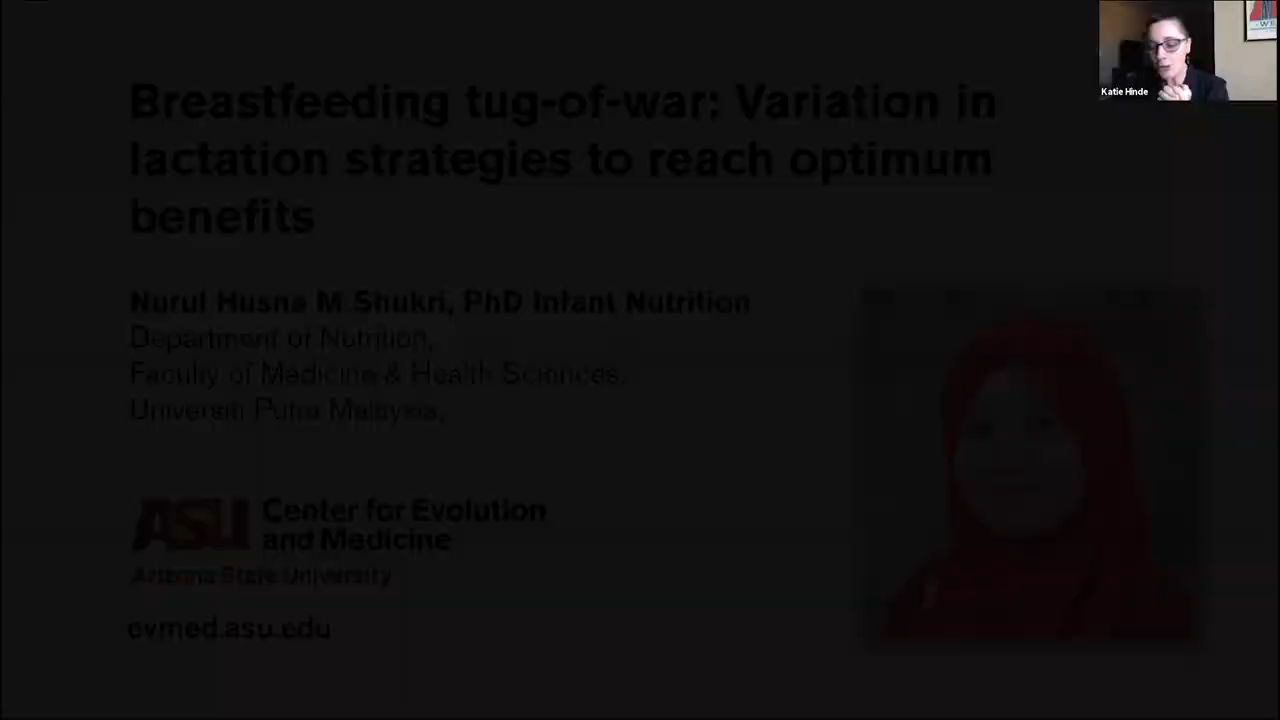 Breastfeeding tug-of-war: Variation in
lactation strategies to reach optimum
benefits
Nurul Husna M Shukri, PhD Infant Nutrition
Department of Nutrition,
Faculty of Medicine & Health Sciences,
Universiti Putra Malaysia,
ASU Center for Evolution
and Medicine
Arizona State University
evmed.asu.edu
Katie Hinde